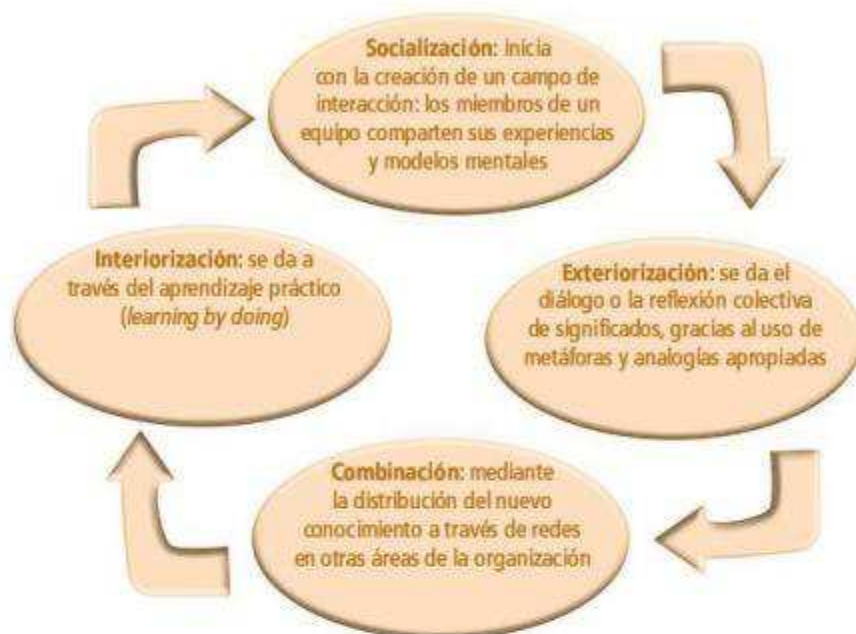 Socialización: Inicia
con la creación de un campo de
interacción: los miembros de un
equipo comparten sus experiencias
y modelos mentales
Exteriorización: se da el
diálogo o la reflexión colectiva
de significados, gracias al uso de
metáforas y analogías apropiadas
Combinación: mediante
la distribución del nuevo
conocimiento a través de redes
en otras áreas de la organización
Interiorización: se da a
través del aprendizaje práctico
(learning by doing)